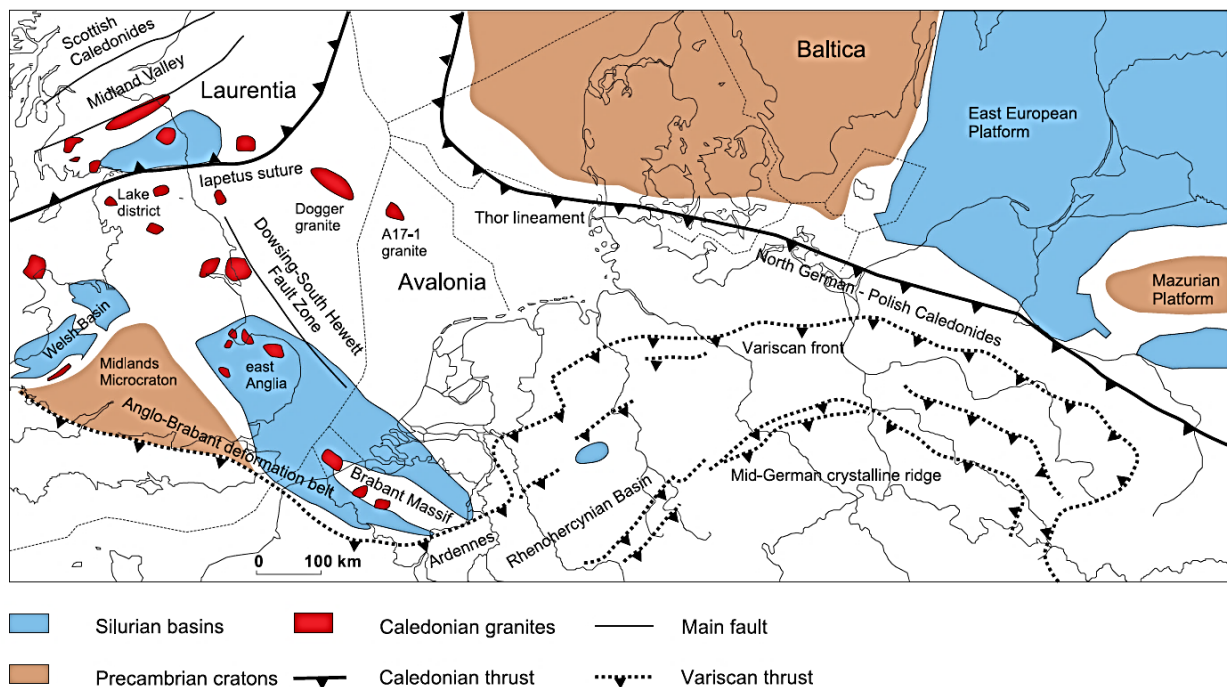 Scottish
Caledonides
Midland Valley
Laurentia
Baltica
East European
Platform
Iapetus suture
Lake
district
Dogger
granite
A17-1
granite
Thor lineament
Dowsing-South Hewett
Fault Zone
Avalonia
North German - Polish Caledonides
Mazurian
Platform
Welsh Basin
Midlands
Microcraton
east
Anglia
Variscan front
Anglo-Brabant deformation belt
Brabant Massif
Mid-German crystalline ridge
Rhenohercynian Basin
Ardennes
0 100 km
Silurian basins
Caledonian granites
Main fault
Precambrian cratons
Caledonian thrust
Variscan thrust